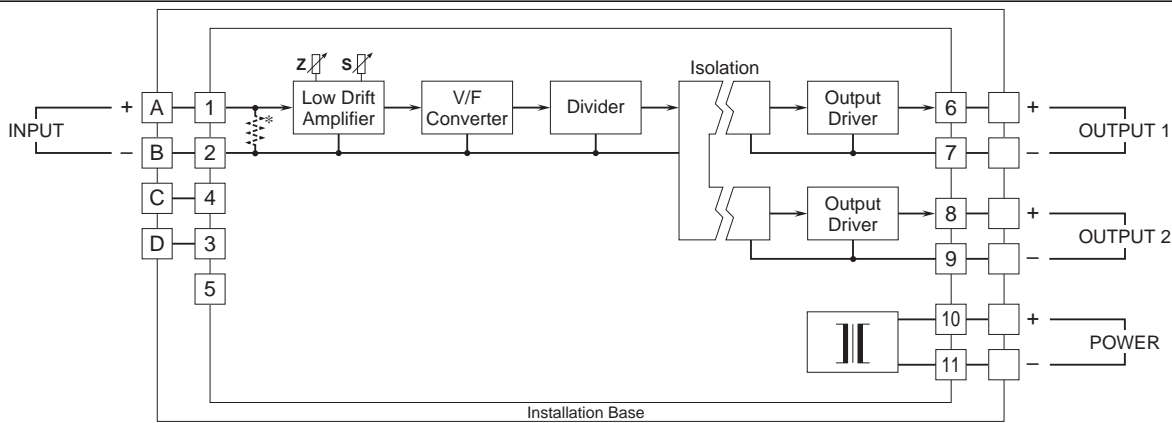 Z S
Isolation
+ A 1 Low Drift Amplifier V/F Converter Divider Output Driver 6 +
*
INPUT OUTPUT 1
– B 2 7 –
C 4 Output Driver 8 +
OUTPUT 2
D 3 9 –
5
10 +
POWER
11 –
Installation Base